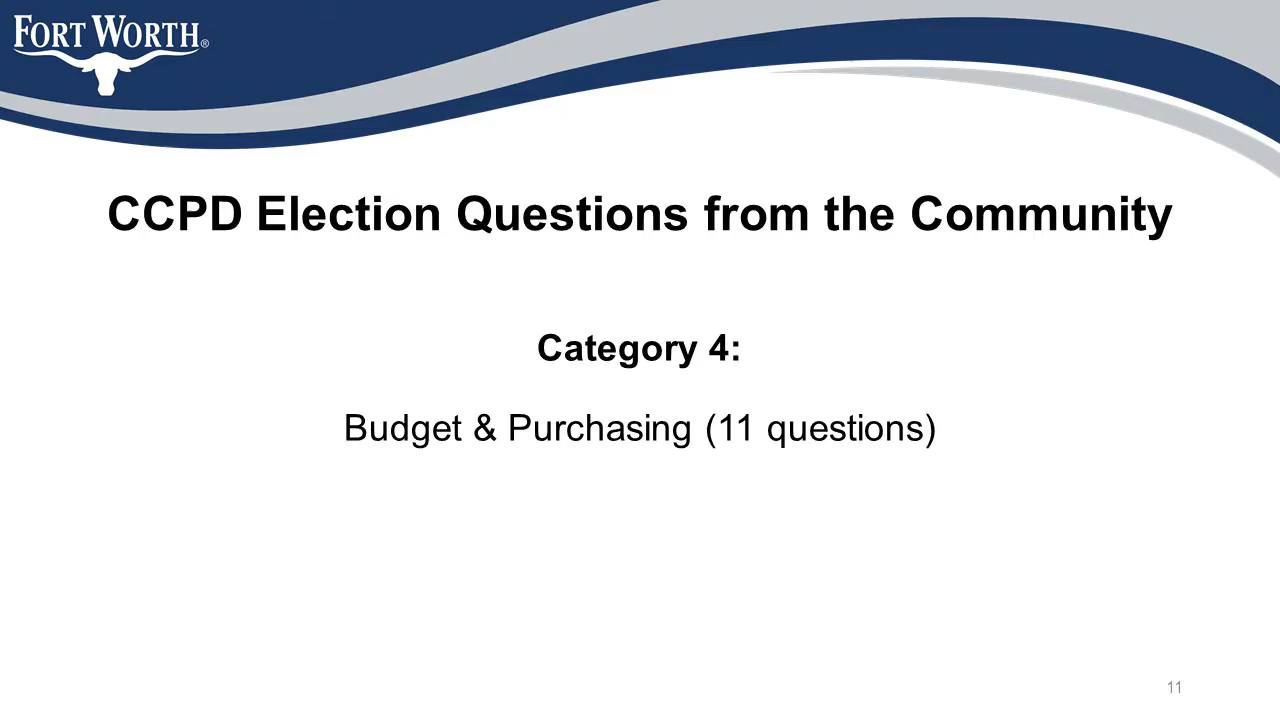 FORT WORTH®
CCPD Election Questions from the Community
Category 4:
Budget & Purchasing (11 questions)
11